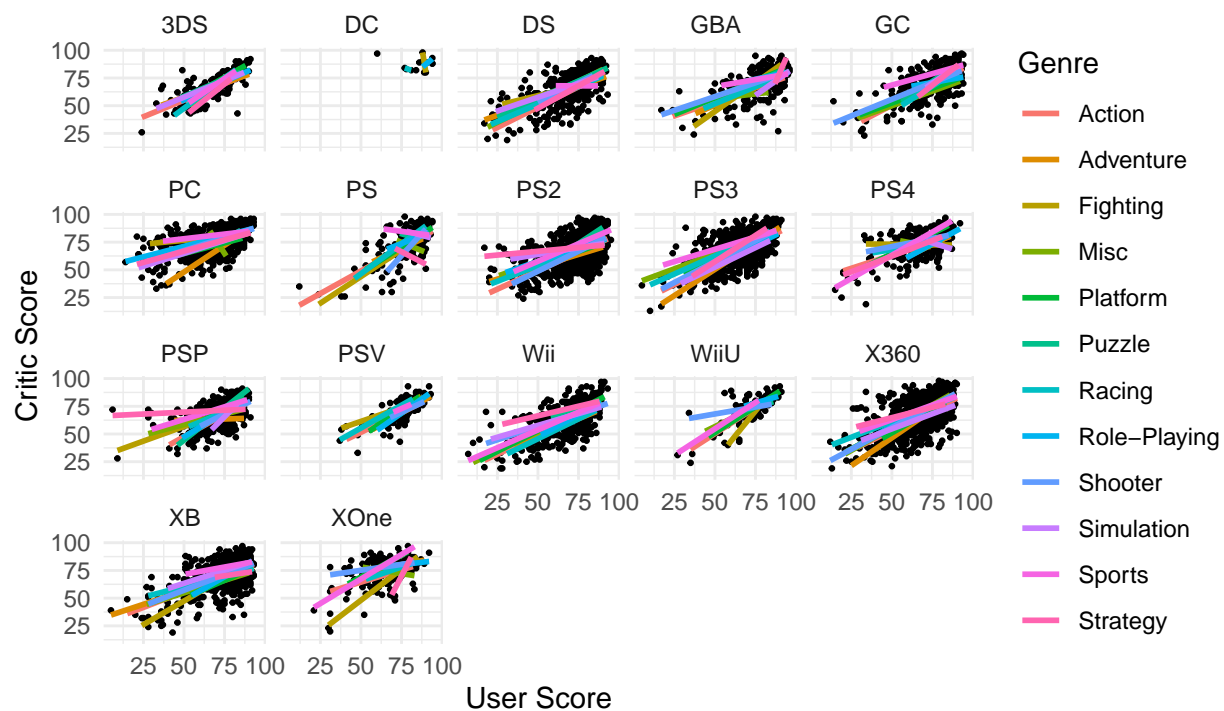 3DS DC DS GBA GC
100
75
50
25
PC PS PS2 PS3 PS4
100
75
50
25
PSP PSV Wii WiiU X360
100
75
50
25
25 50 75 100 25 50 75 100 25 50 75 100
XB XOne
100
75
50
25
25 50 75 100 25 50 75 100
User Score
Critic Score
Genre
Action
Adventure
Fighting
Misc
Platform
Puzzle
Racing
Role−Playing
Shooter
Simulation
Sports
Strategy